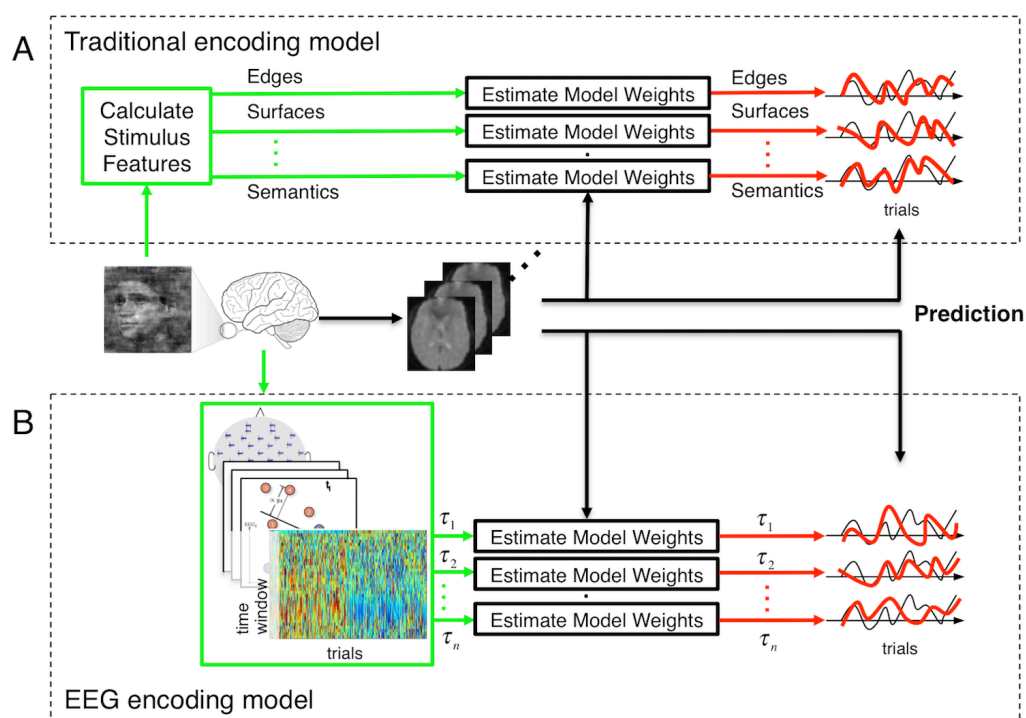 A
Traditional encoding model
Calculate
Stimulus
Features
Edges
Surfaces
Semantics
Estimate Model Weights
Estimate Model Weights
Estimate Model Weights
Edges
Surfaces
Semantics
trials
Prediction
B
time
window
trials
τ1
τ2
τn
Estimate Model Weights
Estimate Model Weights
Estimate Model Weights
τ1
τ2
τn
trials
EEG encoding model